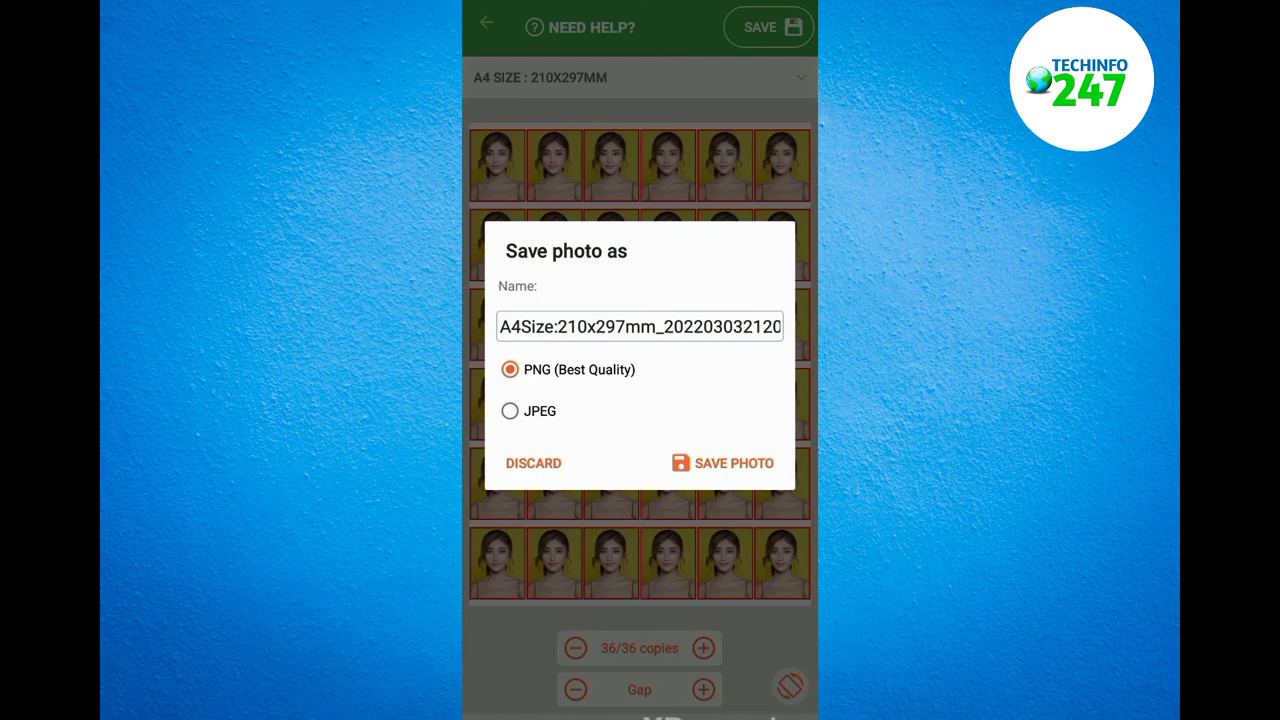 NEED HELP?
SAVE
TECHINFO
247
A4 SIZE : 210X297MM
Save photo as
Name:
A4Size:210x297mm_202203032120
PNG (Best Quality)
JPEG
DISCARD
SAVE PHOTO
36/36 copies
Gap